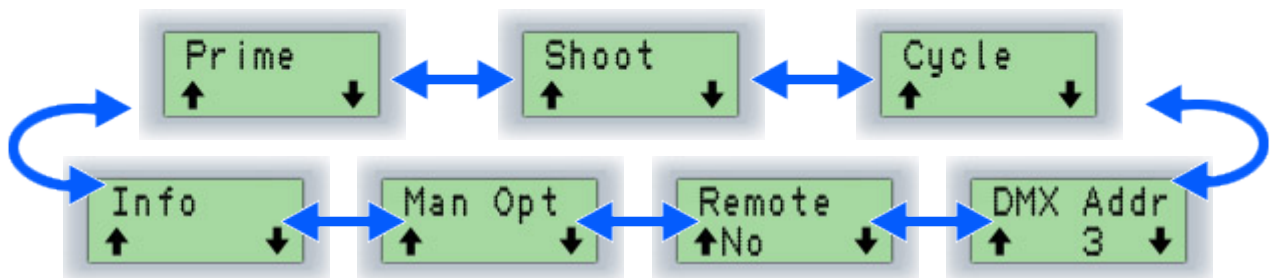 Prime
Shoot
Cycle
Info
Man Opt
Remote
No
DMX Addr
3